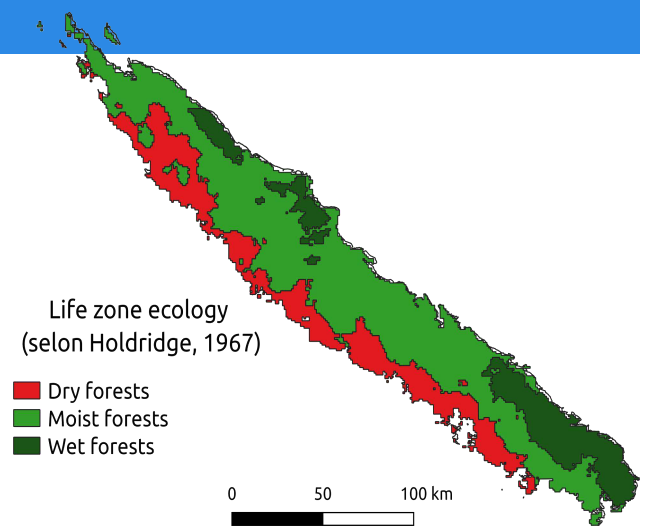 Life zone ecology
(selon Holdridge, 1967)
Dry forests
Moist forests
Wet forests
0 50 100 km